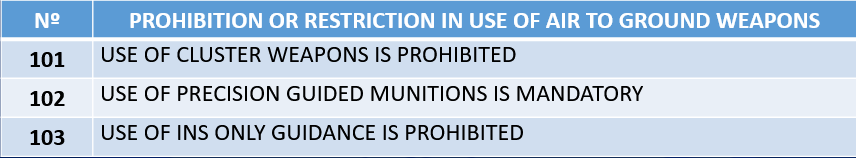 Nº PROHIBITION OR RESTRICTION IN USE OF AIR TO GROUND WEAPONS
101 USE OF CLUSTER WEAPONS IS PROHIBITED
102 USE OF PRECISION GUIDED MUNITIONS IS MANDATORY
103 USE OF INS ONLY GUIDANCE IS PROHIBITED